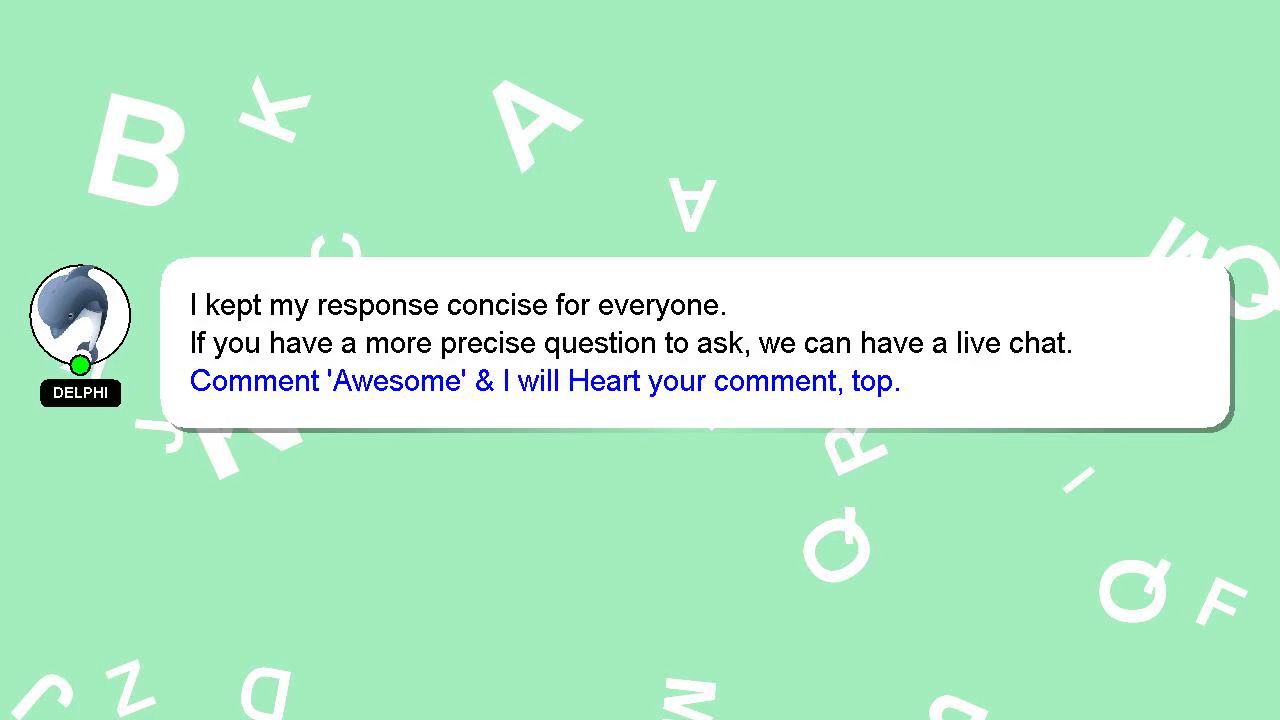 B
K
A
A
C
M
Q
I kept my response concise for everyone.
If you have a more precise question to ask, we can have a live chat.
Comment 'Awesome' & I will Heart your comment, top.
DELPHI
J
R
I
Q
Q
F
J
Z
D
M